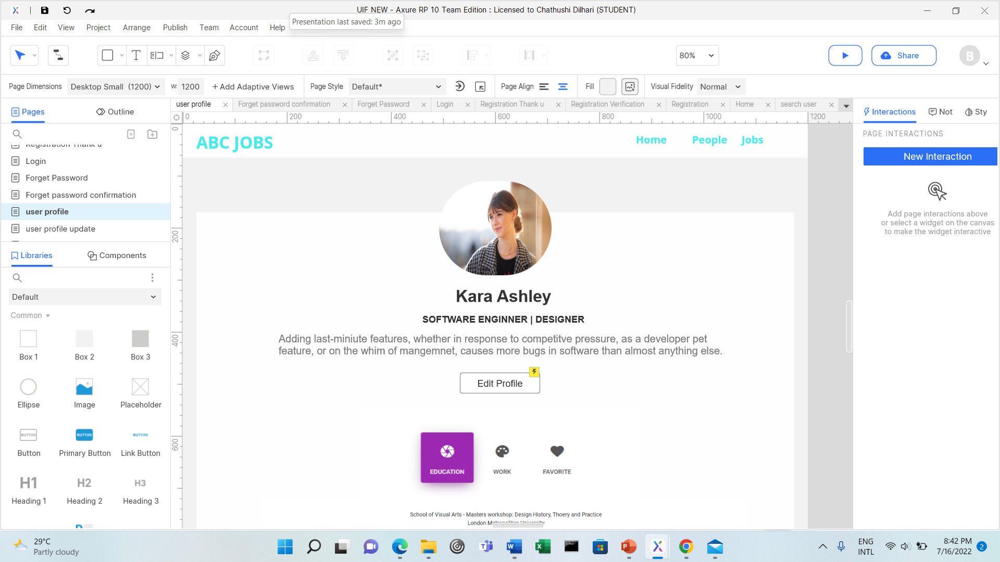 UIF NEW - Axure RP 10 Team Edition : Licensed to Chathushi Dilhari (STUDENT)
File Edit View Project Arrange Publish Team Account Help
Presentation last saved: 3m ago
80%
Share
B
Page Dimensions Desktop Small (1200) W: 1200 + Add Adaptive Views Page Style Default* Page Align Fill Visual Fidelity Normal
Pages Outline
user profile Forget password confirmation Forget Password Login Registration Thank u Registration Verification Registration Home search user
Interactions Not Sty
0 200 400 600 800 1000 1200
0
200
400
600
Registration Thank u
Login
Forget Password
Forget password confirmation
user profile
user profile update
Libraries Components
Default
Common
Box 1 Box 2 Box 3
Ellipse Image Placeholder
BUTTON BUTTON BUTTON
Button Primary Button Link Button
H1 H2 H3
Heading 1 Heading 2 Heading 3
ABC JOBS
Home People Jobs
Kara Ashley
SOFTWARE ENGINNER | DESIGNER
Adding last-miniute features, whether in response to competitve pressure, as a developer pet
feature, or on the whim of mangemnet, causes more bugs in software than almost anything else.
Edit Profile
EDUCATION WORK FAVORITE
School of Visual Arts - Masters workshop: Design History, Thoery and Practice
London Metropolitan University
PAGE INTERACTIONS
New Interaction
Add page interactions above
or select a widget on the canvas
to make the widget interactive
29°C
Partly cloudy
ENG
INTL
8:42 PM
7/16/2022
2